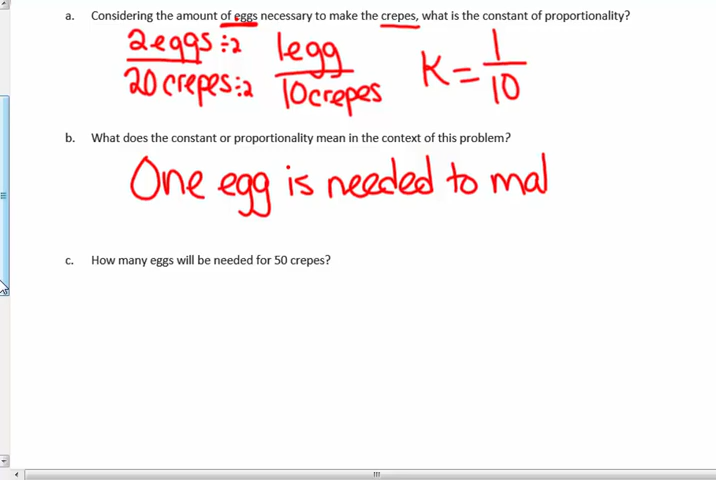 a. Considering the amount of eggs necessary to make the crepes, what is the constant of proportionality?
2eggs ÷2 1egg K = 1
20 crepes ÷2 10crepes 10
b. What does the constant or proportionality mean in the context of this problem?
One egg is needed to mal
c. How many eggs will be needed for 50 crepes?